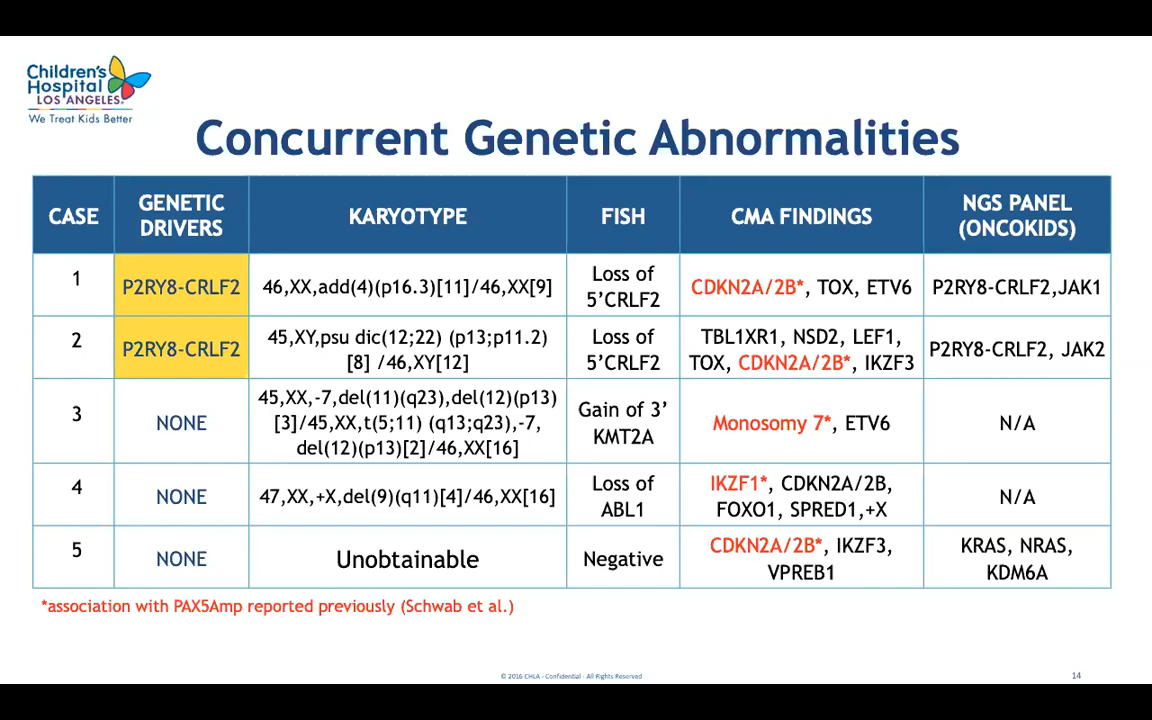 Children's
Hospital
LOS ANGELES®
We Treat Kids Better
Concurrent Genetic Abnormalities
CASE
GENETIC
DRIVERS
KARYOTYPE
FISH
CMA FINDINGS
NGS PANEL
(ONCOKIDS)
1
P2RY8-CRLF2
46,XX,add(4)(p16.3)[11]/46,XX[9]
Loss of
5’CRLF2
CDKN2A/2B*, TOX, ETV6
P2RY8-CRLF2,JAK1
2
P2RY8-CRLF2
45,XY,psu dic(12;22) (p13;p11.2)
[8] /46,XY[12]
Loss of
5’CRLF2
TBL1XR1, NSD2, LEF1,
TOX, CDKN2A/2B*, IKZF3
P2RY8-CRLF2, JAK2
3
NONE
45,XX,-7,del(11)(q23),del(12)(p13)
[3]/45,XX,t(5;11) (q13;q23),-7,
del(12)(p13)[2]/46,XX[16]
Gain of 3’
KMT2A
Monosomy 7*, ETV6
N/A
4
NONE
47,XX,+X,del(9)(q11)[4]/46,XX[16]
Loss of
ABL1
IKZF1*, CDKN2A/2B,
FOXO1, SPRED1,+X
N/A
5
NONE
Unobtainable
Negative
CDKN2A/2B*, IKZF3,
VPREB1
KRAS, NRAS,
KDM6A
*association with PAX5Amp reported previously (Schwab et al.)
© 2016 CHLA - Confidential - All Rights Reserved
14